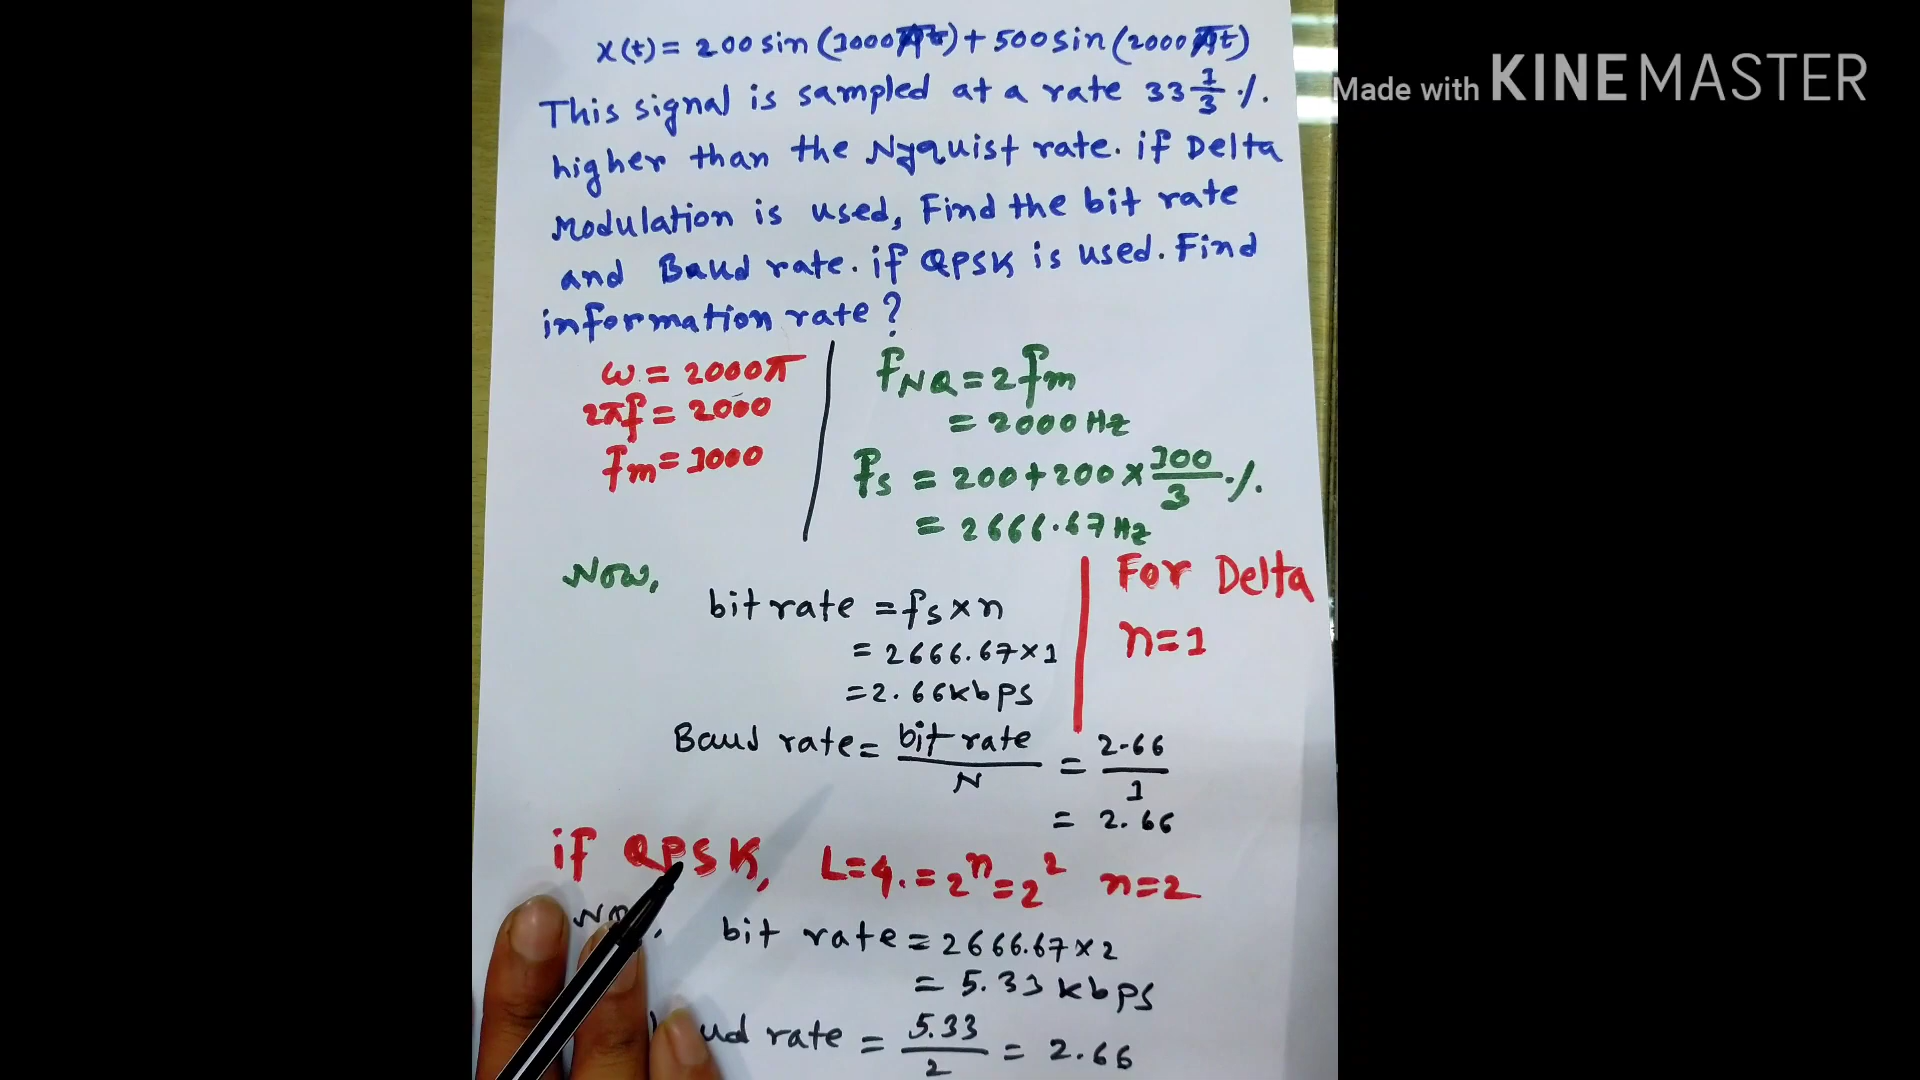 x(t) = 200 sin (1000πt) + 500 sin (2000πt)
Made with KINEMASTER
This signal is sampled at a rate 33 1/3 %.
higher than the Nyquist rate. if Delta
Modulation is used, Find the bit rate
and Baud rate. if QPSK is used. Find
information rate?
ω = 2000π
2πf = 2000
fm = 1000
fNQ = 2fm
= 2000 Hz
fs = 200 + 200 × 100/3 %.
= 2666.67 Hz
Now,
bit rate = fs × n
= 2666.67 × 1
= 2.66 kbps
For Delta
n = 1
Baud rate = bit rate/N = 2.66/1
= 2.66
if QPSK, L = 4. = 2^n = 2^2 n = 2
bit rate = 2666.67 × 2
= 5.33 kbps
rate = 5.33/2 = 2.66